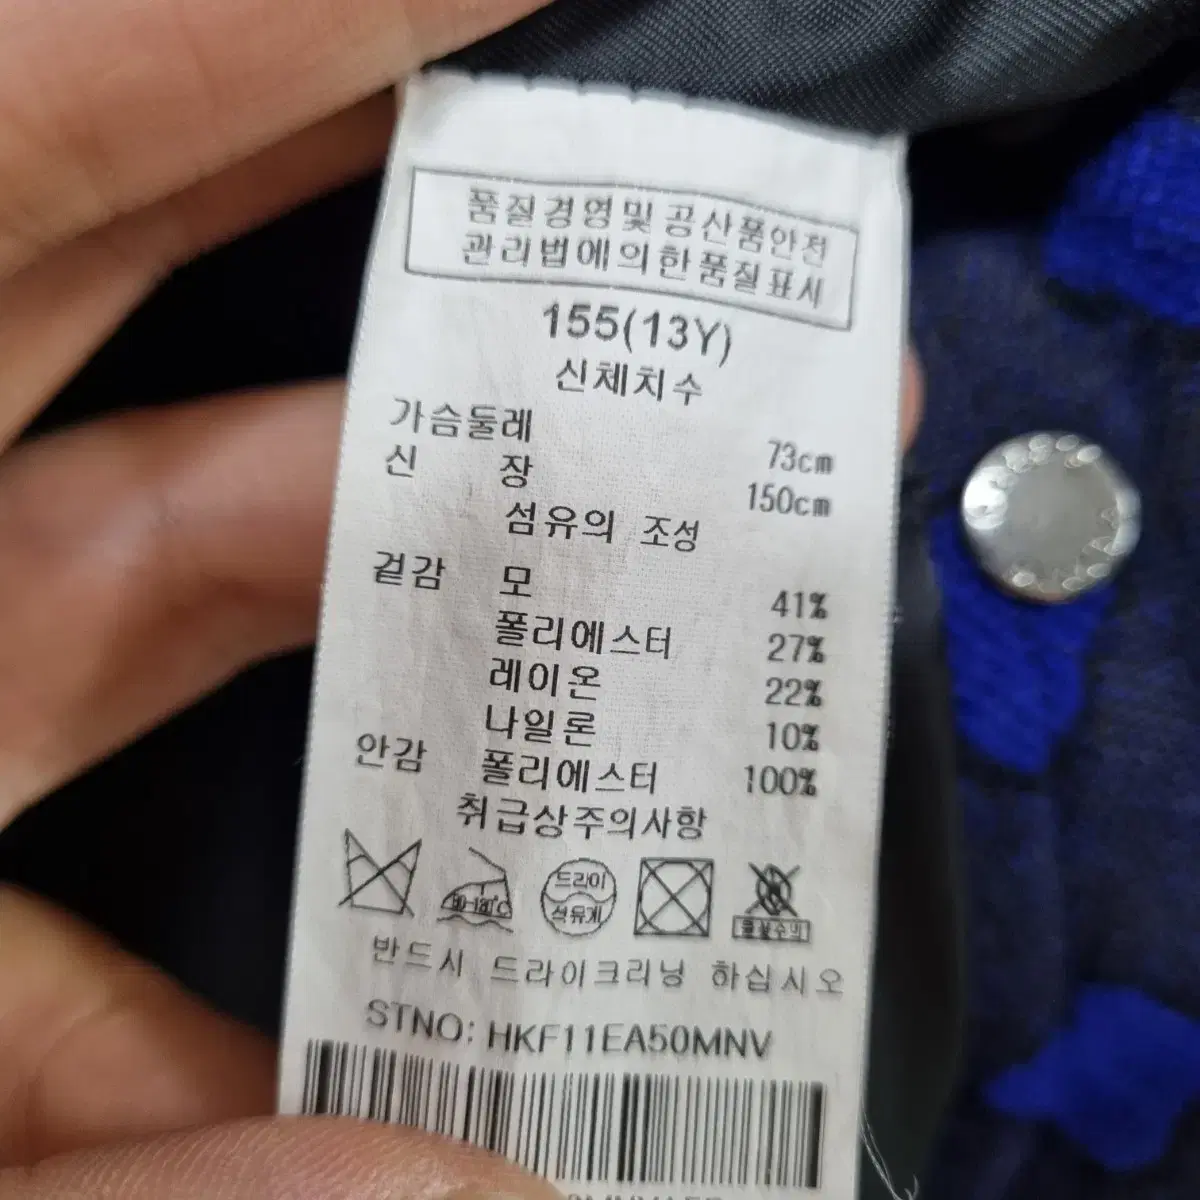 품질경영및 공산품안전
관리법에의한품질표시
155(13Y)
신체치수
가슴둘레 73cm
신 장 150cm
섬유의 조성
겉감 모 41%
폴리에스터 27%
레이온 22%
나일론 10%
안감 폴리에스터 100%
취급상주의사항
80-120℃ 드라이
석유계
반드시 드라이크리닝 하십시오
STNO: HKF11EA50MNV